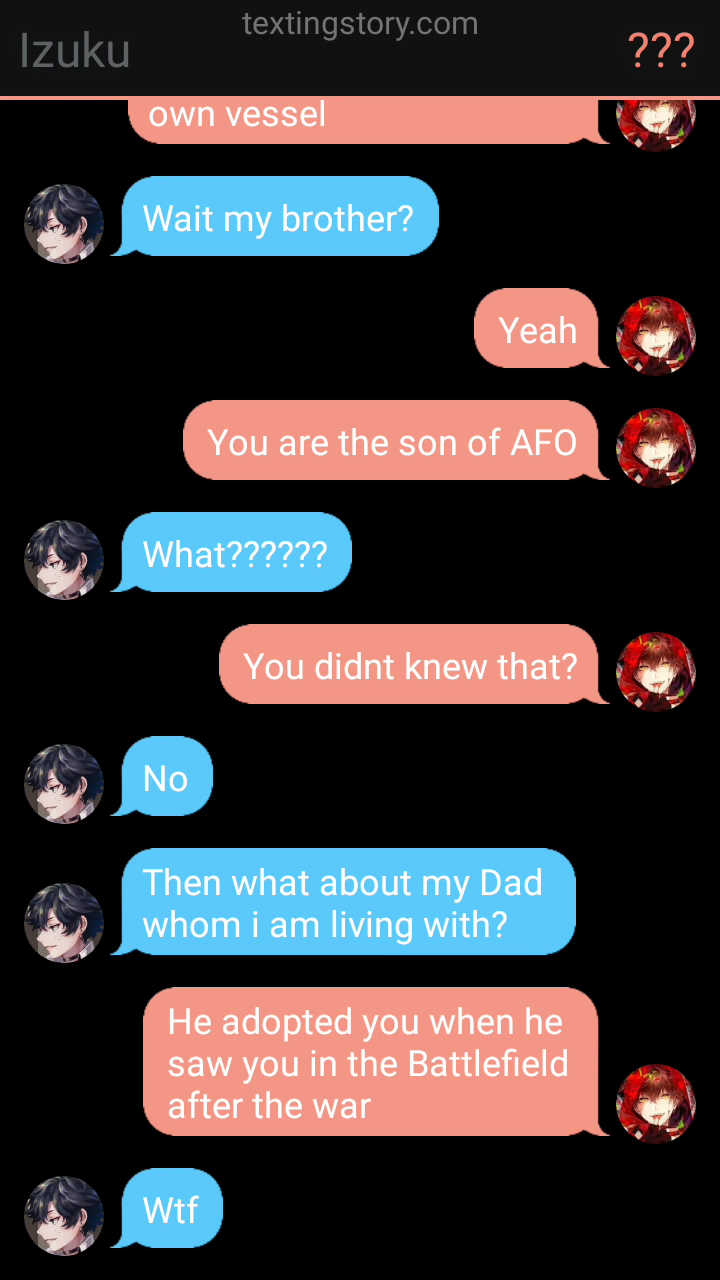 textingstory.com
Izuku
???
own vessel
Wait my brother?
Yeah
You are the son of AFO
What??????
You didnt knew that?
No
Then what about my Dad
whom i am living with?
He adopted you when he
saw you in the Battlefield
after the war
Wtf